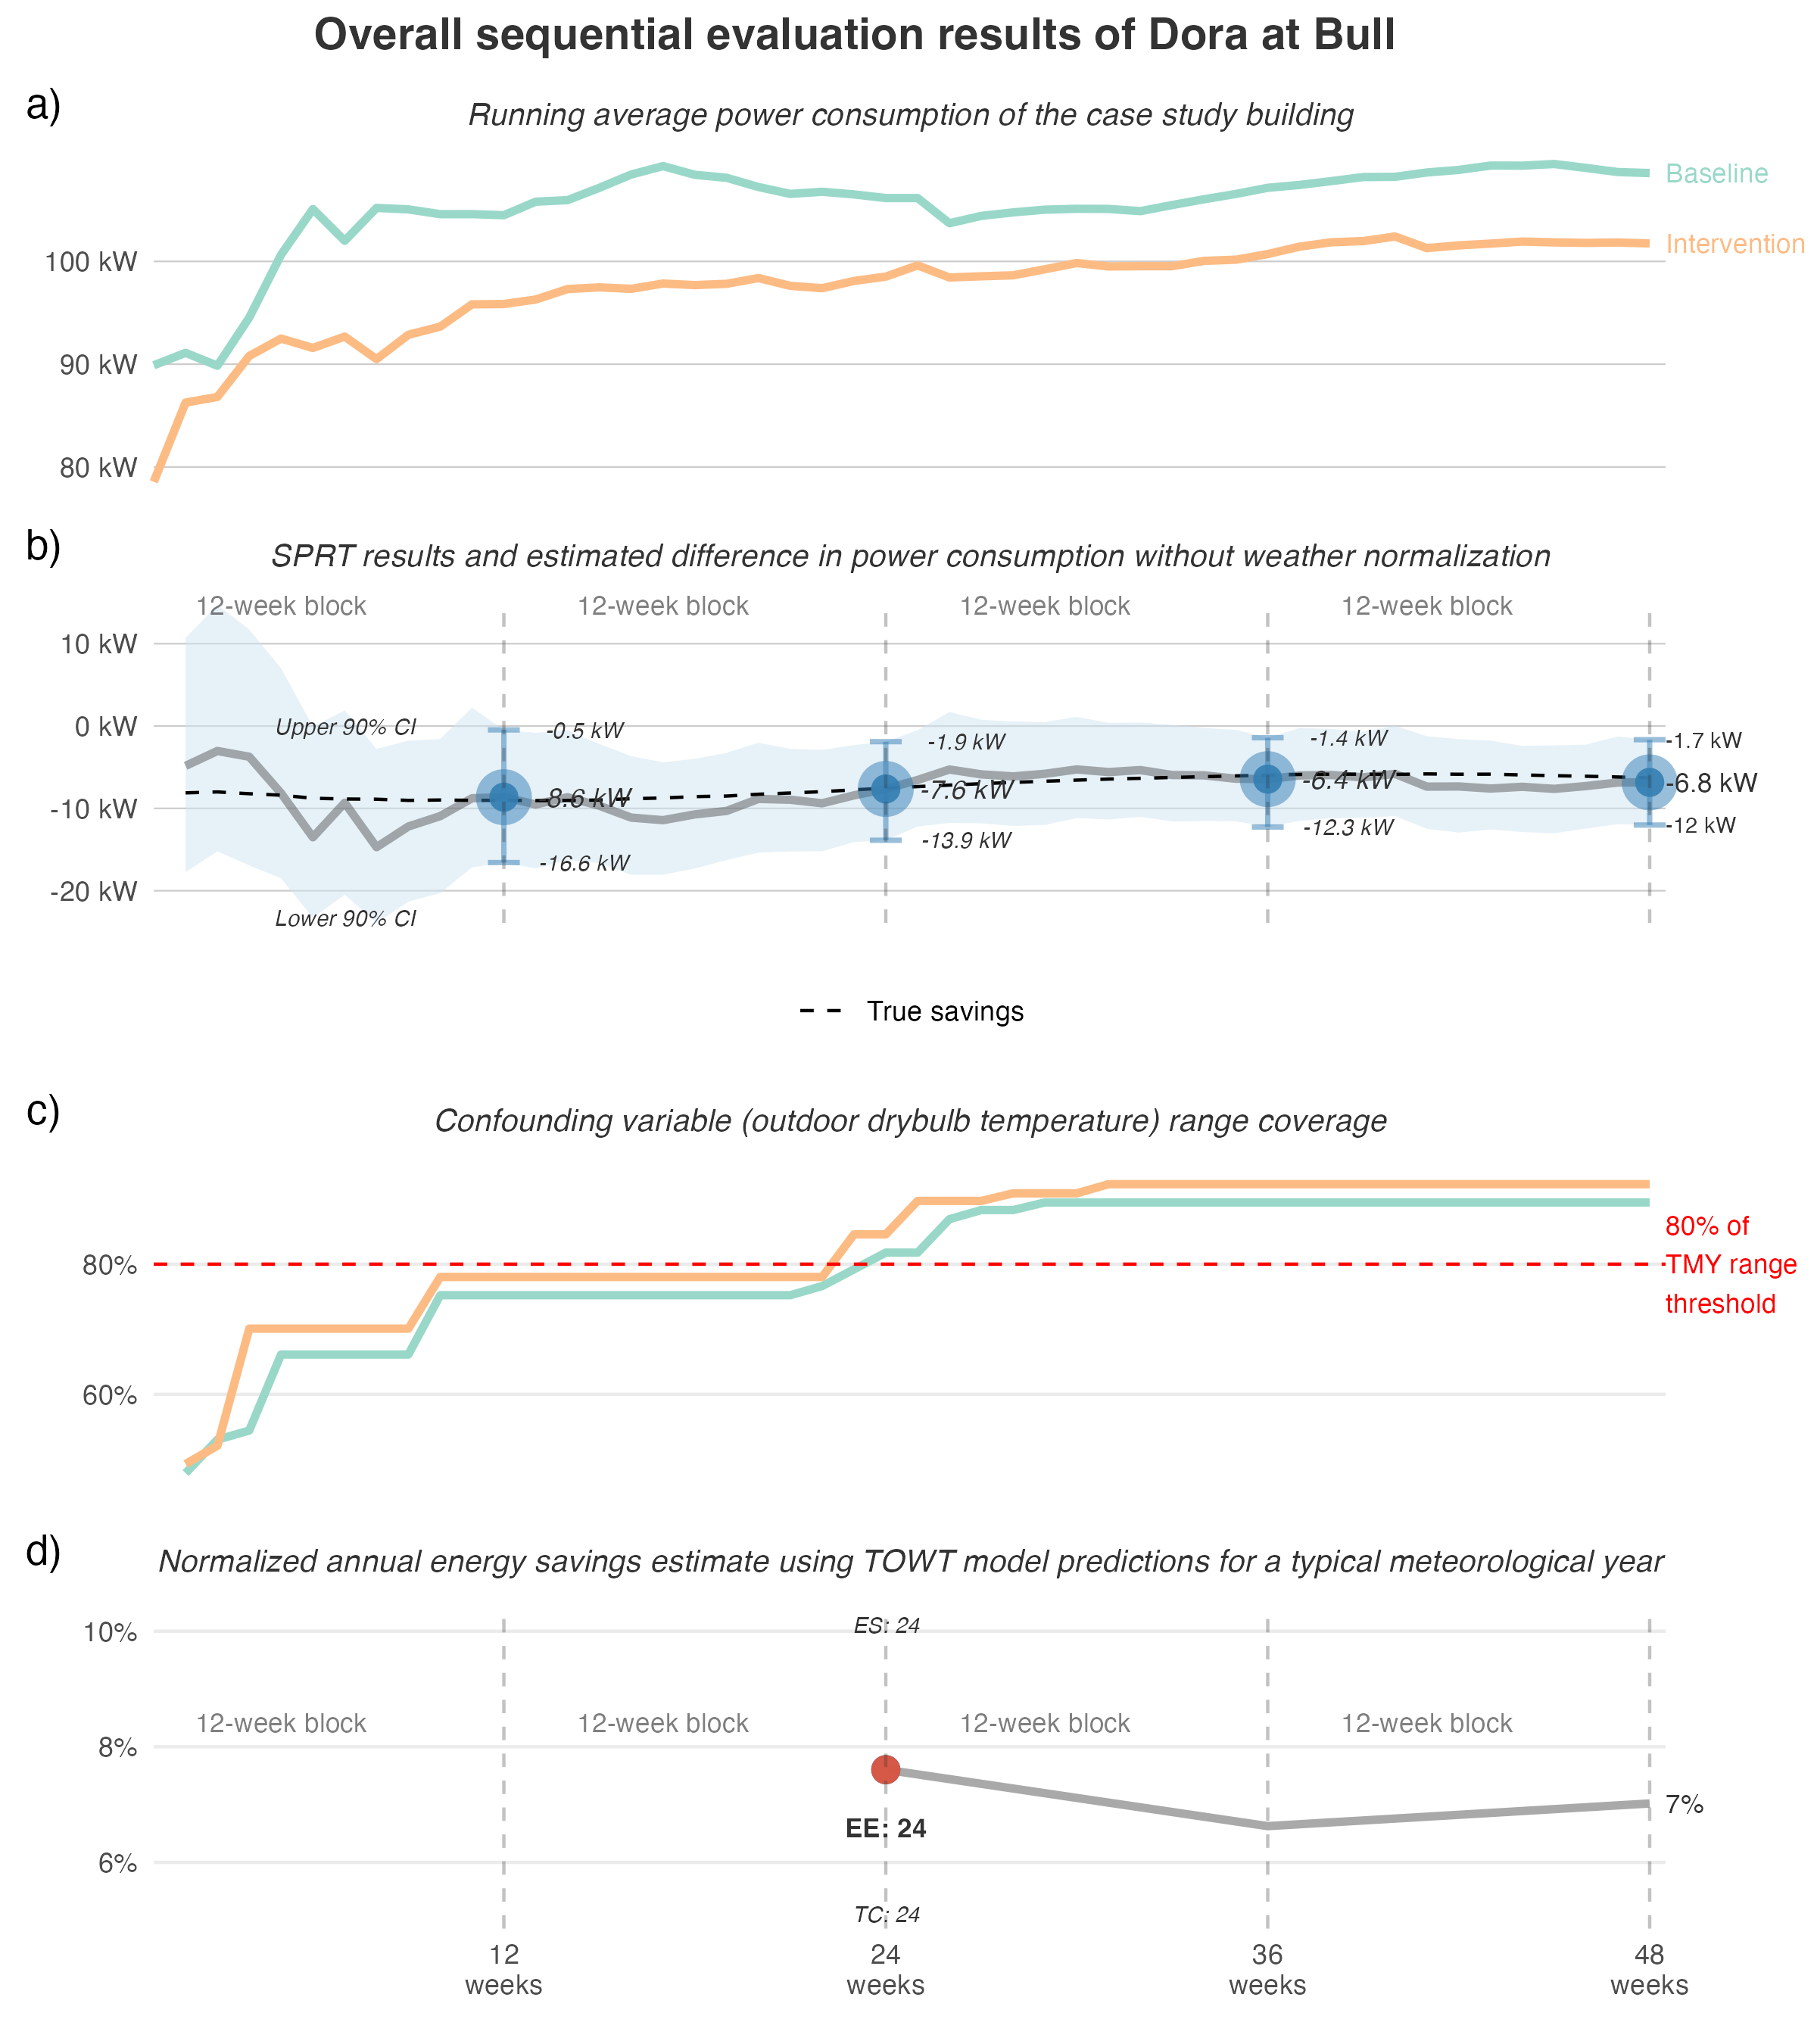 Overall sequential evaluation results of Dora at Bull
a)
Running average power consumption of the case study building
Baseline
Intervention
100 kW
90 kW
80 kW
b)
SPRT results and estimated difference in power consumption without weather normalization
12-week block
12-week block
12-week block
12-week block
10 kW
0 kW
-10 kW
-20 kW
Upper 90% CI
Lower 90% CI
-0.5 kW
-8.6 kW
-16.6 kW
-1.9 kW
-7.6 kW
-13.9 kW
-1.4 kW
-6.4 kW
-12.3 kW
-1.7 kW
-6.8 kW
-12 kW
True savings
c)
Confounding variable (outdoor drybulb temperature) range coverage
80%
60%
80% of
TMY range
threshold
d)
Normalized annual energy savings estimate using TOWT model predictions for a typical meteorological year
10%
8%
6%
ES: 24
12-week block
12-week block
12-week block
12-week block
EE: 24
7%
TC: 24
12
weeks
24
weeks
36
weeks
48
weeks